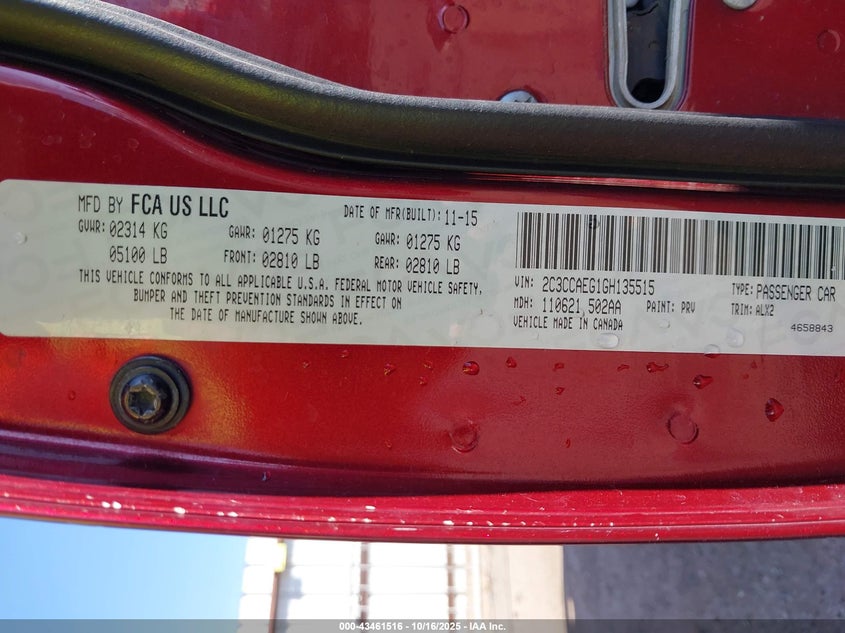 MFD BY FCA US LLC
DATE OF MFR(BUILT): 11-15
GVWR: 02314 KG GAWR: 01275 KG GAWR: 01275 KG
05100 LB FRONT: 02810 LB REAR: 02810 LB
THIS VEHICLE CONFORMS TO ALL APPLICABLE U.S.A. FEDERAL MOTOR VEHICLE SAFETY,
BUMPER AND THEFT PREVENTION STANDARDS IN EFFECT ON
THE DATE OF MANUFACTURE SHOWN ABOVE.
VIN: 2C3CCAEG1GH135515 TYPE: PASSENGER CAR
MDH: 110621 502AA PAINT: PRV TRIM: ALX2
VEHICLE MADE IN CANADA
4658843
000-43461516 - 10/16/2025 - IAA Inc.